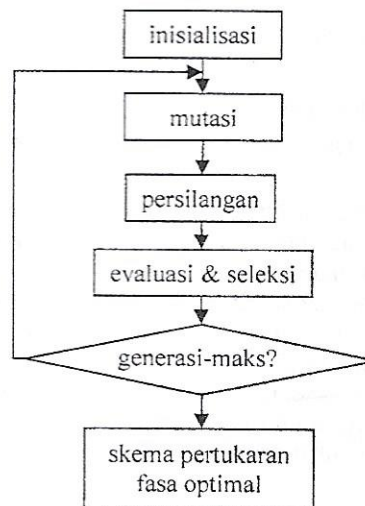 inisialisasi
mutasi
persilangan
evaluasi & seleksi
generasi-maks?
skema pertukaran
fasa optimal